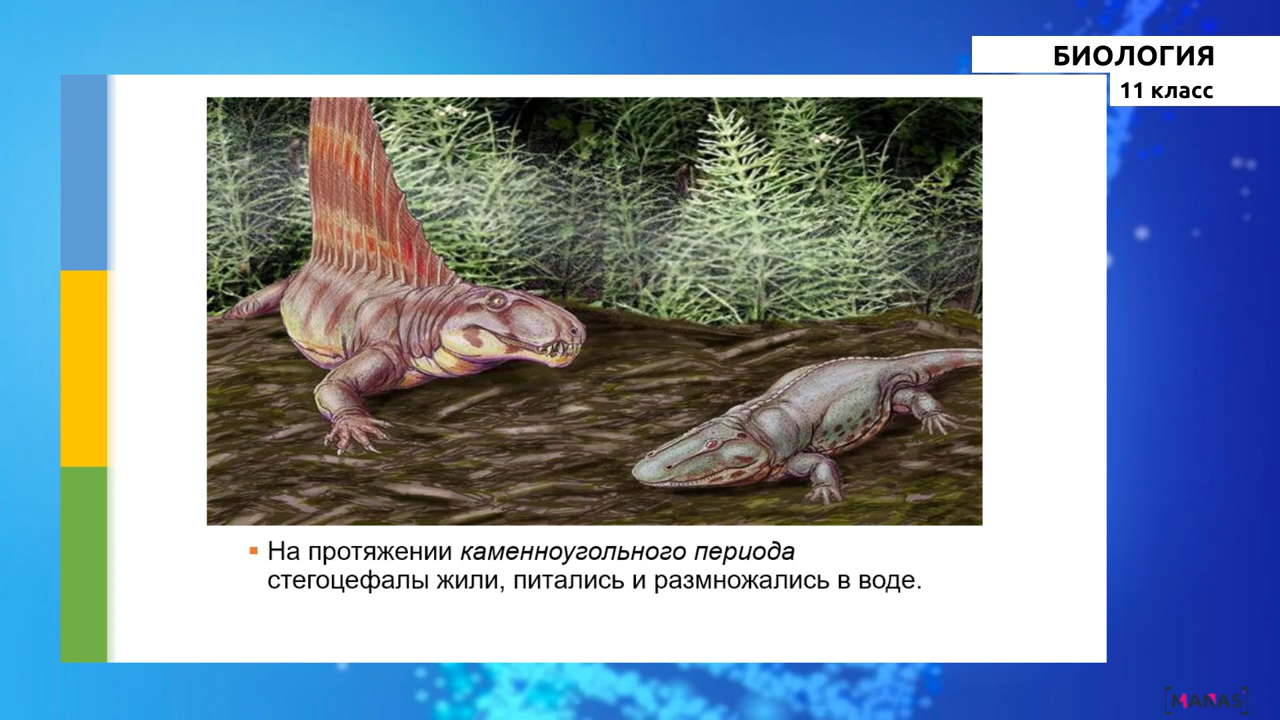 БИОЛОГИЯ
11 класс
На протяжении каменноугольного периода
стегоцефалы жили, питались и размножались в воде.
[MANAS]